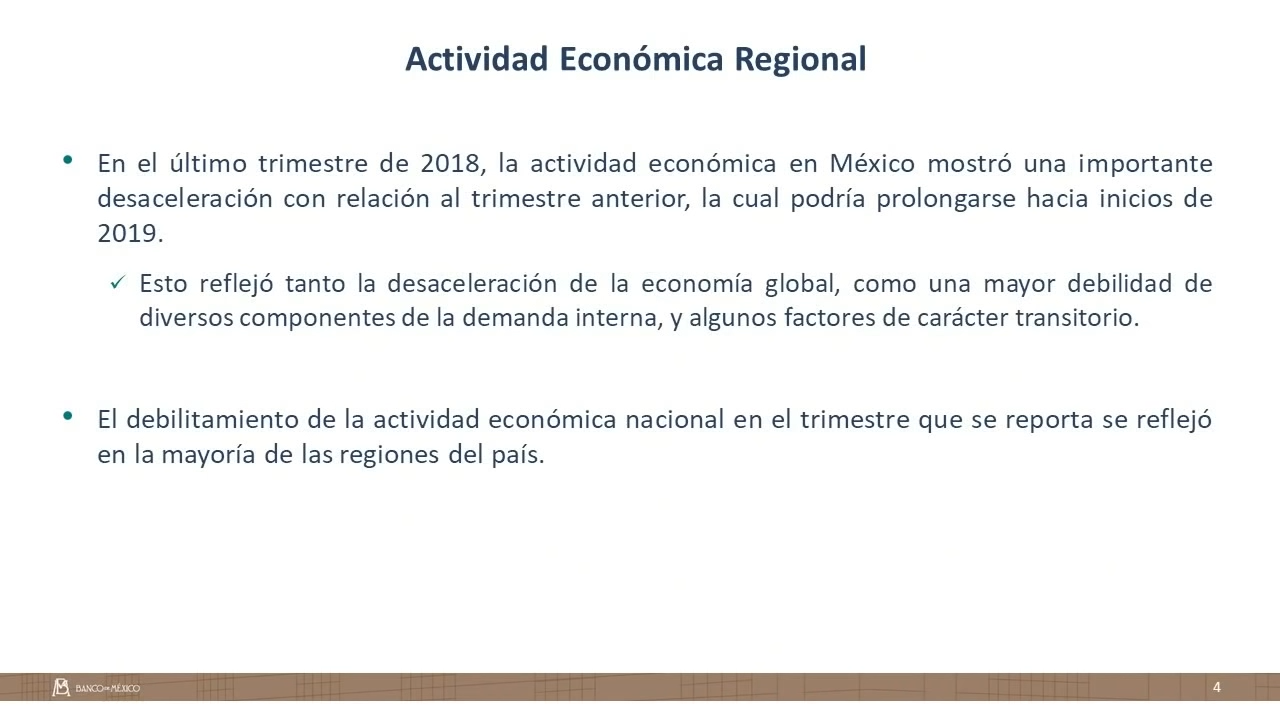 Actividad Económica Regional
• En el último trimestre de 2018, la actividad económica en México mostró una importante
desaceleración con relación al trimestre anterior, la cual podría prolongarse hacia inicios de
2019.
✓ Esto reflejó tanto la desaceleración de la economía global, como una mayor debilidad de
diversos componentes de la demanda interna, y algunos factores de carácter transitorio.
• El debilitamiento de la actividad económica nacional en el trimestre que se reporta se reflejó
en la mayoría de las regiones del país.
BANCO DE MÉXICO
4